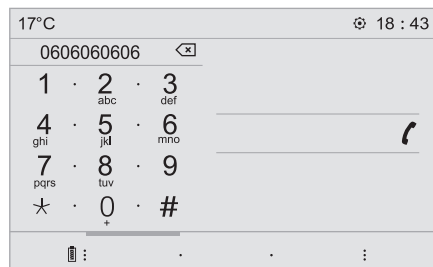 17°C 18 : 43
0606060606
1 · 2 · 3
abc def
4 · 5 · 6
ghi jkl mno
7 · 8 · 9
pqrs tuv
* · 0 · #
+